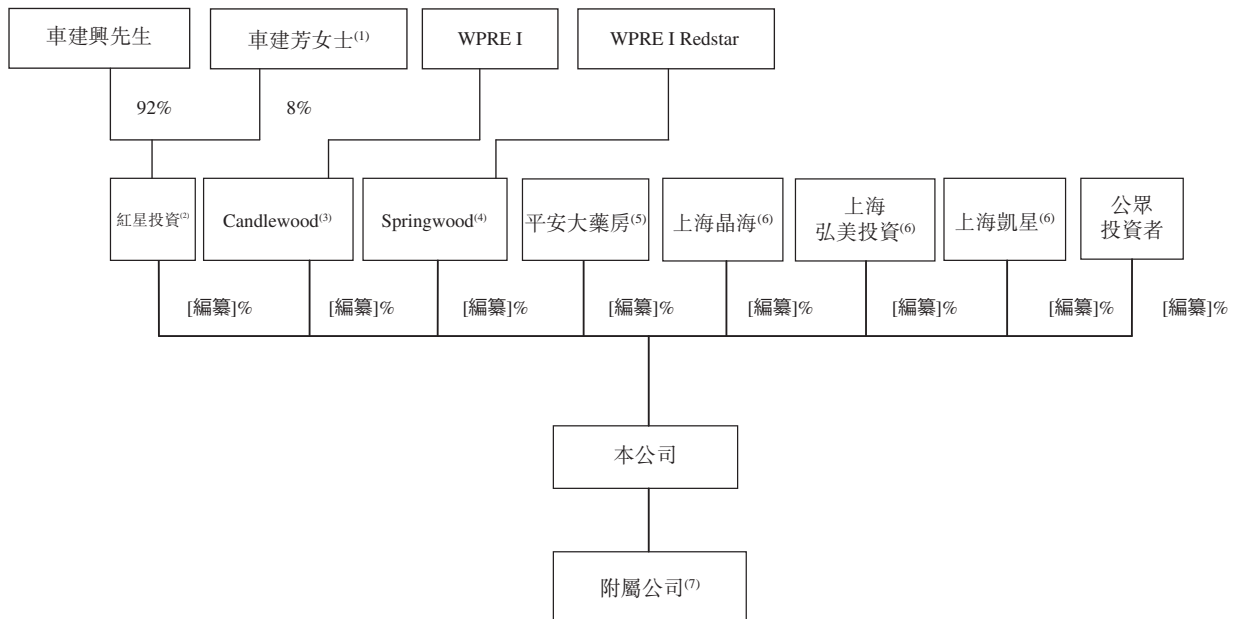 車建興先生
車建芳女士(1)
WPRE I
WPRE I Redstar
92%
8%
紅星投資(2)
Candlewood(3)
Springwood(4)
平安大藥房(5)
上海晶海(6)
上海
弘美投資(6)
上海凱星(6)
公眾
投資者
[編纂]%
[編纂]%
[編纂]%
[編纂]%
[編纂]%
[編纂]%
[編纂]%
[編纂]%
本公司
附屬公司(7)